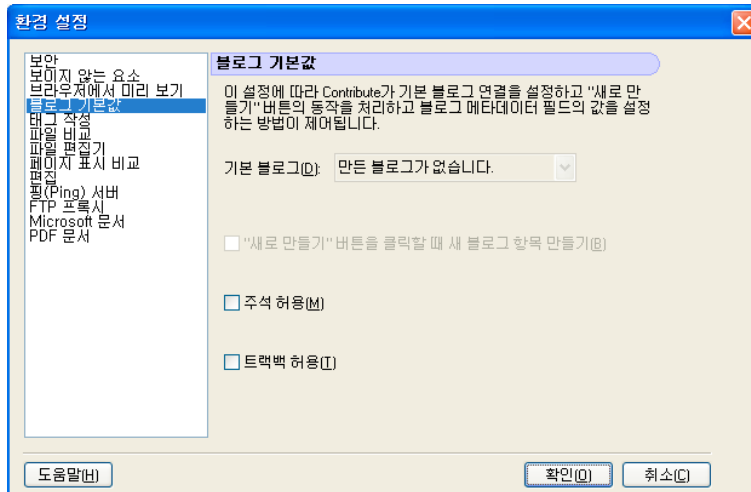 환경 설정
보안
보이지 않는 요소
브라우저에서 미리 보기
블로그 기본값
태그 작성
파일 비교
파일 편집기
페이지 표시 비교
편집
핑(Ping) 서버
FTP 프록시
Microsoft 문서
PDF 문서
블로그 기본값
이 설정에 따라 Contribute가 기본 블로그 연결을 설정하고 "새로 만
들기" 버튼의 동작을 처리하고 블로그 메타데이터 필드의 값을 설정
하는 방법이 제어됩니다.
기본 블로그(D): 만든 블로그가 없습니다.
"새로 만들기" 버튼을 클릭할 때 새 블로그 항목 만들기(B)
주석 허용(M)
트랙백 허용(T)
도움말(H) 확인(O) 취소(C)